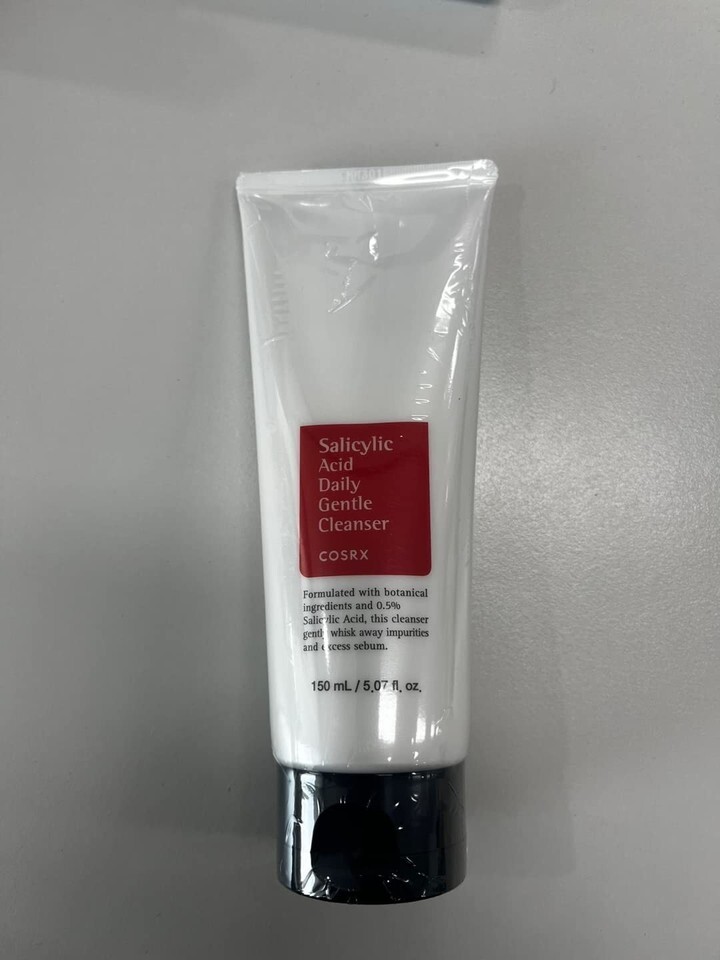 Salicylic
Acid
Daily
Gentle
Cleanser
COSRX
Formulated with botanical
ingredients and 0.5%
Salicylic Acid, this cleanser
gently whisk away impurities
and excess sebum.
150 mL / 5.07 fl. oz.